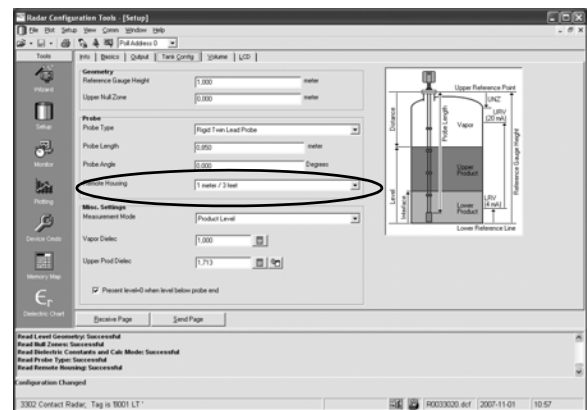 Radar Configuration Tools - [Setup]
File Edit Setup View Comm Window Help
Poll Address 0
Tools
Wizard
Setup
Monitor
Plotting
Device Cmds
Memory Map
Dielectric Chart
Info Basics Output Tank Config Volume LCD
Geometry
Reference Gauge Height 1,000 meter
Upper Null Zone 0,000 meter
Probe
Probe Type Rigid Twin Lead Probe
Probe Length 0,850 meter
Probe Angle 0,000 Degrees
Remote Housing 1 meter / 3 feet
Misc. Settings
Measurement Mode Product Level
Vapor Dielec 1,000
Upper Prod Dielec 1,713
Present level=0 when level below probe end
Receive Page Send Page
Upper Reference Point
UNZ
URV
(20 mA)
Distance
Probe Length
Vapor
Reference Gauge Height
Upper
Product
Level
Interface
Lower
Product
LRV
(4 mA)
Lower Reference Line
Read Level Geometry: Successful
Read Null Zones: Successful
Read Dielectric Constants and Calc Mode: Successful
Read Probe Type: Successful
Read Remote Housing: Successful
Configuration Changed
3302 Contact Radar, Tag is
R0033020.dcf 2007-11-01 10:57